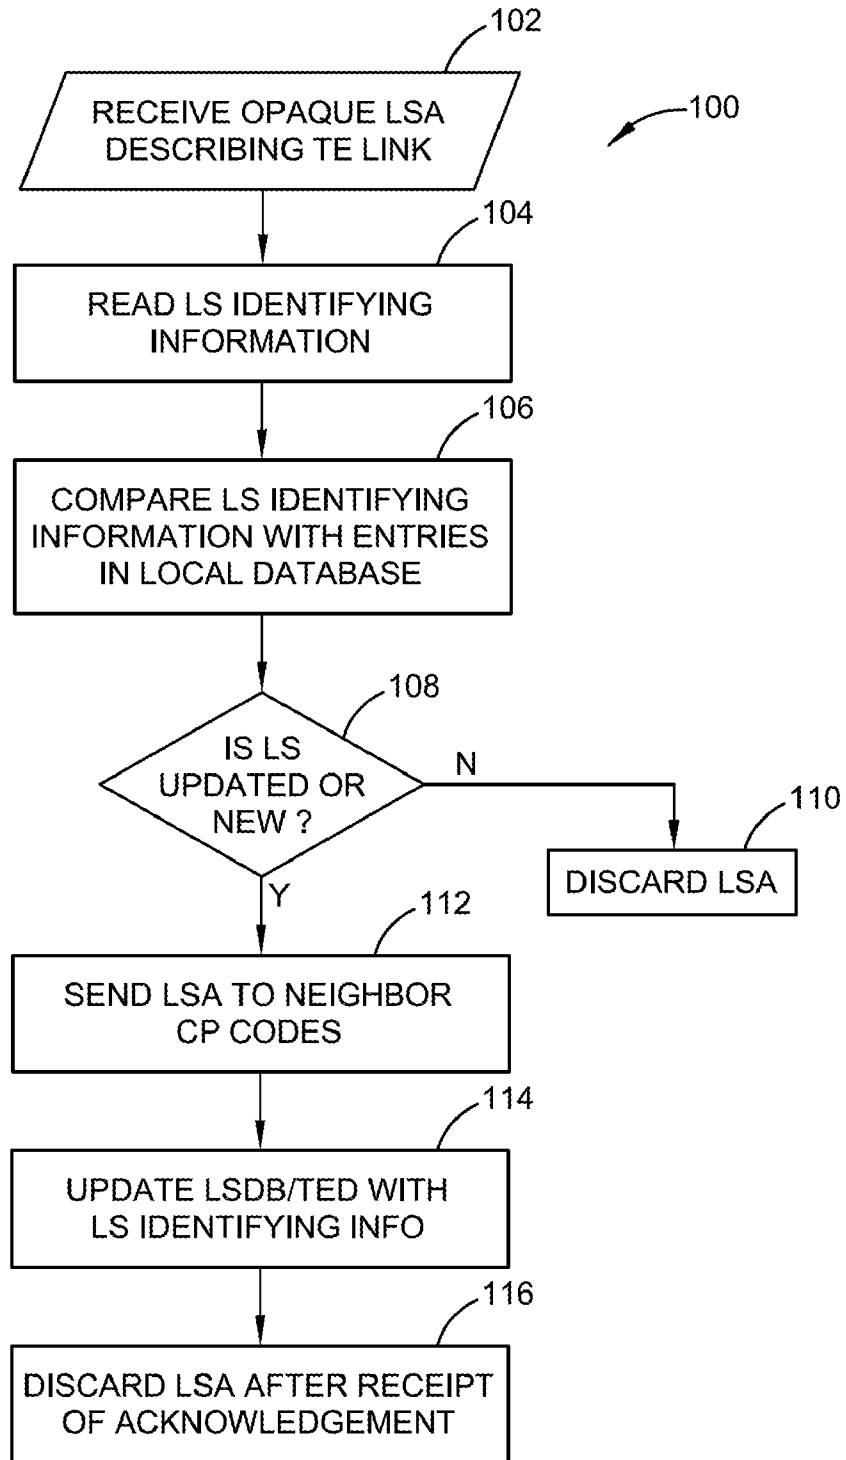 102
RECEIVE OPAQUE LSA
DESCRIBING TE LINK
100
104
READ LS IDENTIFYING
INFORMATION
106
COMPARE LS IDENTIFYING
INFORMATION WITH ENTRIES
IN LOCAL DATABASE
108
IS LS
UPDATED OR
NEW ?
N
110
DISCARD LSA
Y
112
SEND LSA TO NEIGHBOR
CP CODES
114
UPDATE LSDB/TED WITH
LS IDENTIFYING INFO
116
DISCARD LSA AFTER RECEIPT
OF ACKNOWLEDGEMENT